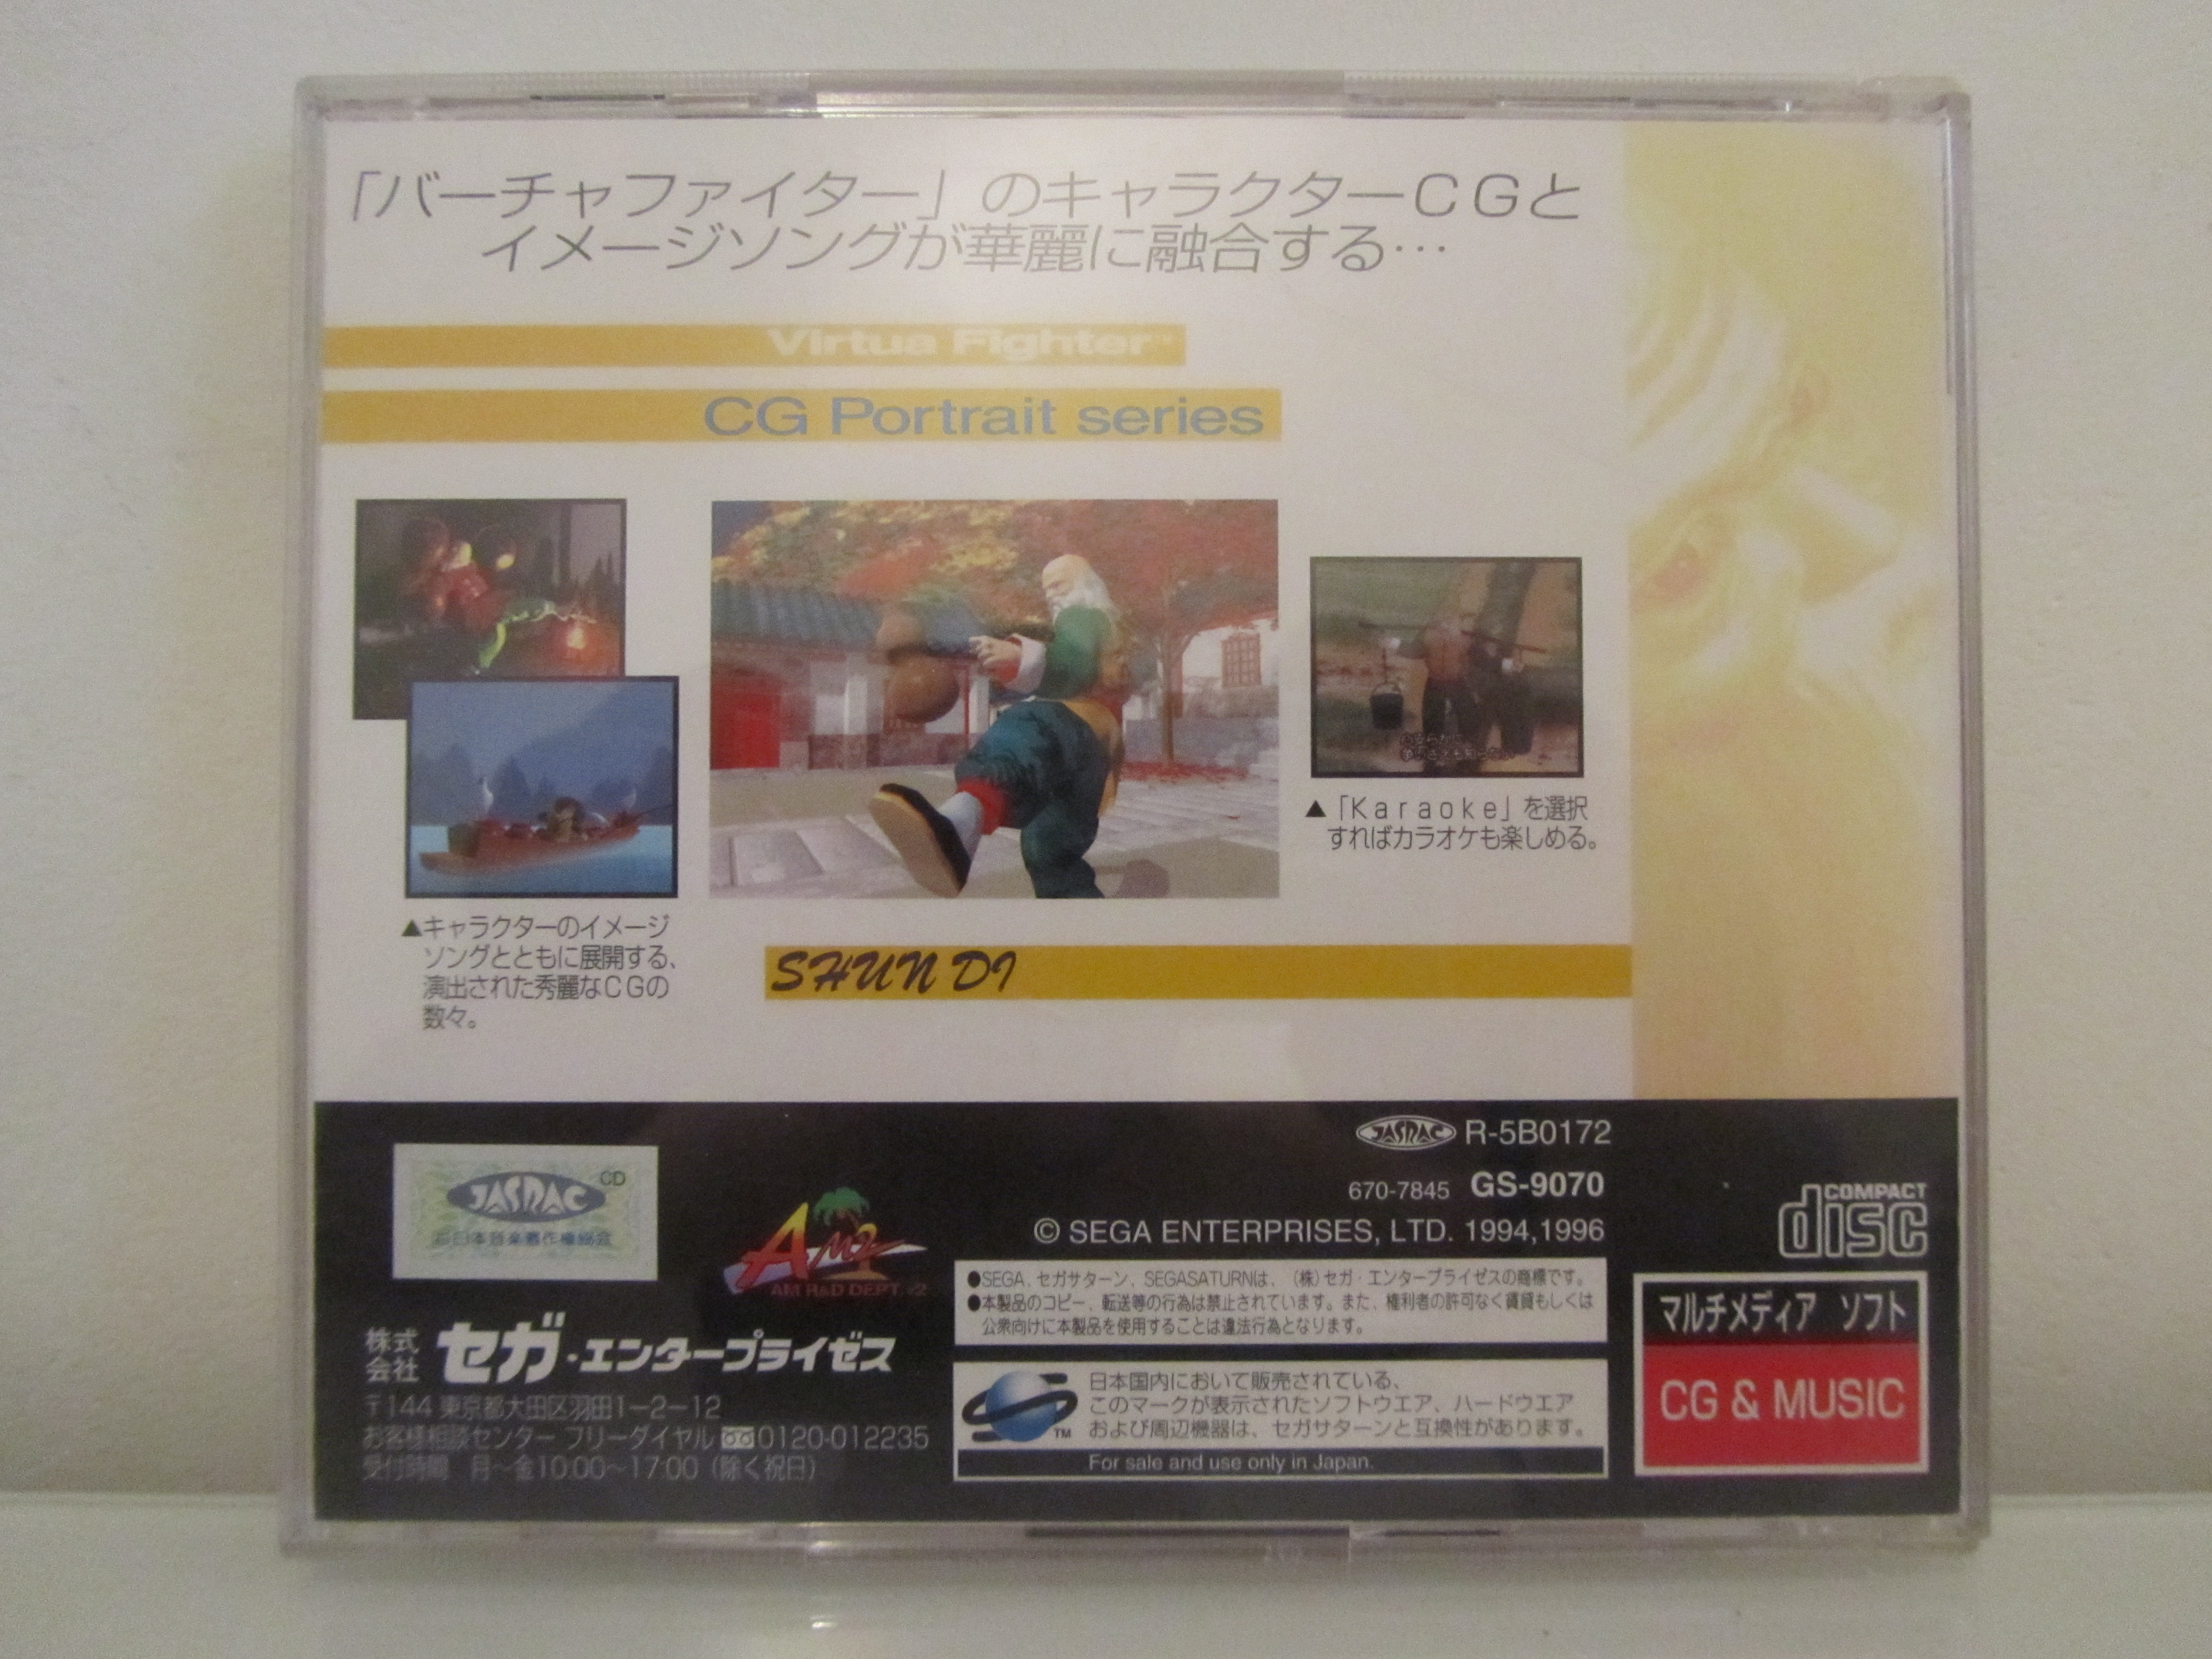 「バーチャファイター」のキャラクターＣＧと
イメージソングが華麗に融合する…
Virtua Fighter™
CG Portrait series
▲「Karaoke」を選択
すればカラオケも楽しめる。
▲キャラクターのイメージ
ソングとともに展開する、
演出された秀麗なCGの
数々。
SHUN DI
JASRAC R-5B0172
670-7845 GS-9070
© SEGA ENTERPRISES, LTD. 1994,1996
JASRAC CD
日本音楽著作権協会
AM2
AM R&D DEPT. #2
COMPACT
disc
●SEGA、セガサターン、SEGASATURNは、（株）セガ・エンタープライゼスの商標です。
●本製品のコピー、転送等の行為は禁止されています。また、権利者の許可なく賃貸もしくは
公衆向けに本製品を使用することは違法行為となります。
マルチメディア ソフト
CG & MUSIC
株式会社 セガ・エンタープライゼス
〒144 東京都大田区羽田1−2−12
お客様相談センター フリーダイヤル 0120-012235
受付時間 月〜金10:00〜17:00（除く祝日）
日本国内において販売されている、
このマークが表示されたソフトウエア、ハードウエア
および周辺機器は、セガサターンと互換性があります。
TM
For sale and use only in Japan.